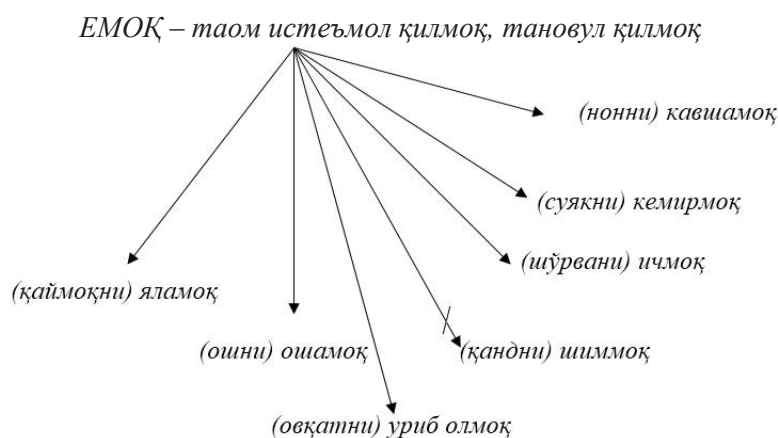 ЕМОҚ – таом истеъмол қилмоқ, тановул қилмоқ
(нонни) кавшамоқ
(суякни) кемирмоқ
(шўрвани) ичмоқ
(қаймоқни) яламоқ
(ошни) ошамоқ
(қандни) шиммоқ
(овқатни) уриб олмоқ